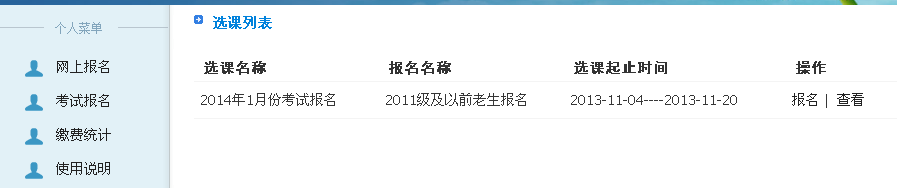 个人菜单
网上报名
考试报名
缴费统计
使用说明
选课列表
选课名称 报名名称 选课起止时间 操作
2014年1月份考试报名 2011级及以前老生报名 2013-11-04----2013-11-20 报名 | 查看